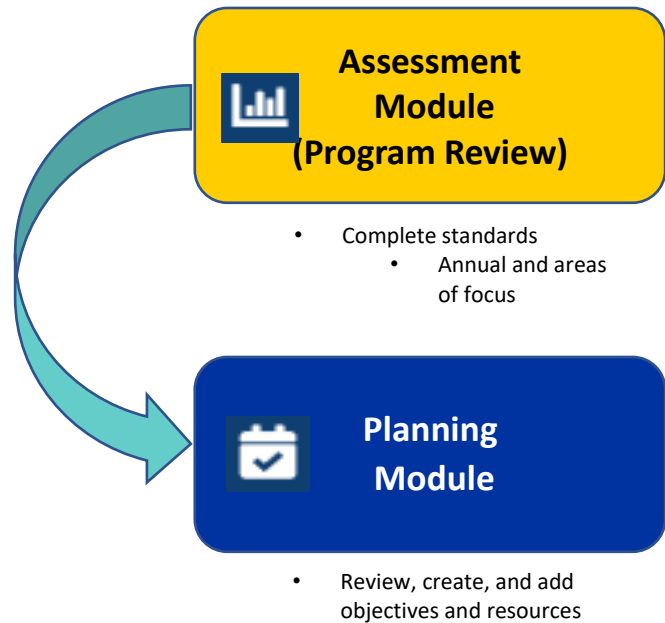 Assessment
Module
(Program Review)
• Complete standards
• Annual and areas
of focus
Planning
Module
• Review, create, and add
objectives and resources